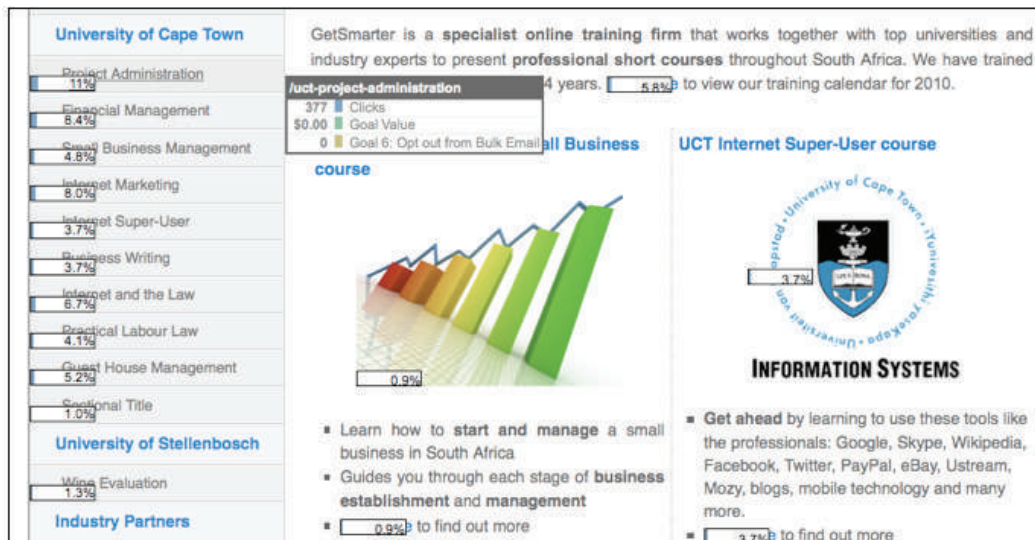 University of Cape Town
Project Administration
11%
Financial Management
8.4%
Small Business Management
4.8%
Internet Marketing
8.0%
Internet Super-User
3.7%
Business Writing
3.7%
Internet and the Law
6.7%
Practical Labour Law
4.1%
Guest House Management
5.2%
Sectional Title
1.0%
University of Stellenbosch
Wine Evaluation
1.3%
Industry Partners
GetSmarter is a specialist online training firm that works together with top universities and
industry experts to present professional short courses throughout South Africa. We have trained
4 years. 5.8% to view our training calendar for 2010.
/uct-project-administration
377 Clicks
$0.00 Goal Value
0 Goal 6: Opt out from Bulk Email
all Business
course
0.9%
Learn how to start and manage a small
business in South Africa
Guides you through each stage of business
establishment and management
0.9% to find out more
UCT Internet Super-User course
University of Cape Town · iYunivesithi yaseKapa · Universiteit van
3.7%
INFORMATION SYSTEMS
Get ahead by learning to use these tools like
the professionals: Google, Skype, Wikipedia,
Facebook, Twitter, PayPal, eBay, Ustream,
Mozy, blogs, mobile technology and many
more.
3.7% to find out more